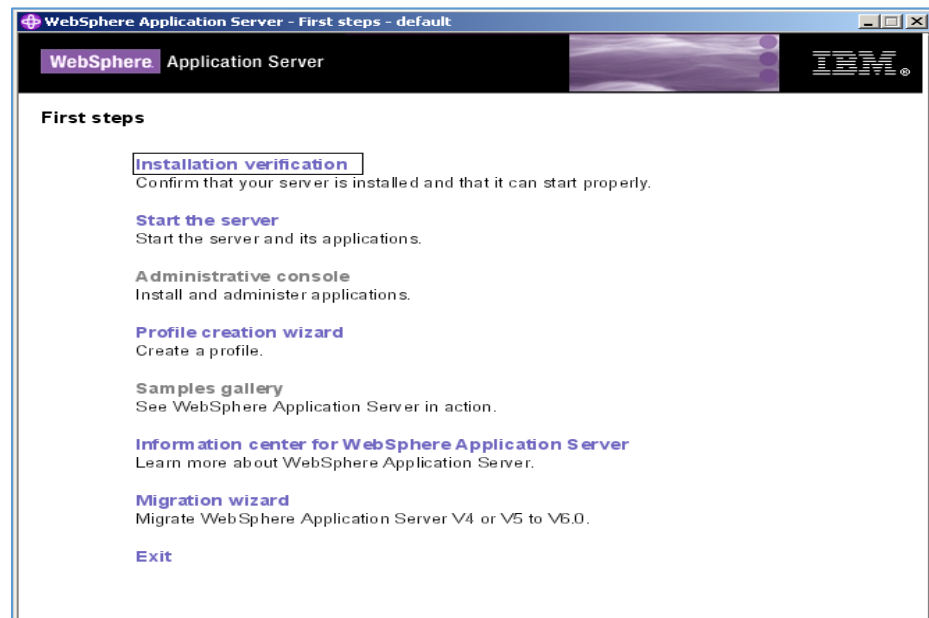 WebSphere Application Server - First steps - default
WebSphere. Application Server
IBM®
First steps
Installation verification
Confirm that your server is installed and that it can start properly.
Start the server
Start the server and its applications.
Administrative console
Install and administer applications.
Profile creation wizard
Create a profile.
Samples gallery
See WebSphere Application Server in action.
Information center for WebSphere Application Server
Learn more about WebSphere Application Server.
Migration wizard
Migrate WebSphere Application Server V4 or V5 to V6.0.
Exit